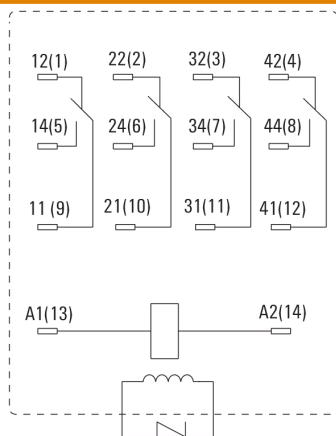 12(1) 22(2) 32(3) 42(4)
14(5) 24(6) 34(7) 44(8)
11 (9) 21(10) 31(11) 41(12)
A1(13) A2(14)